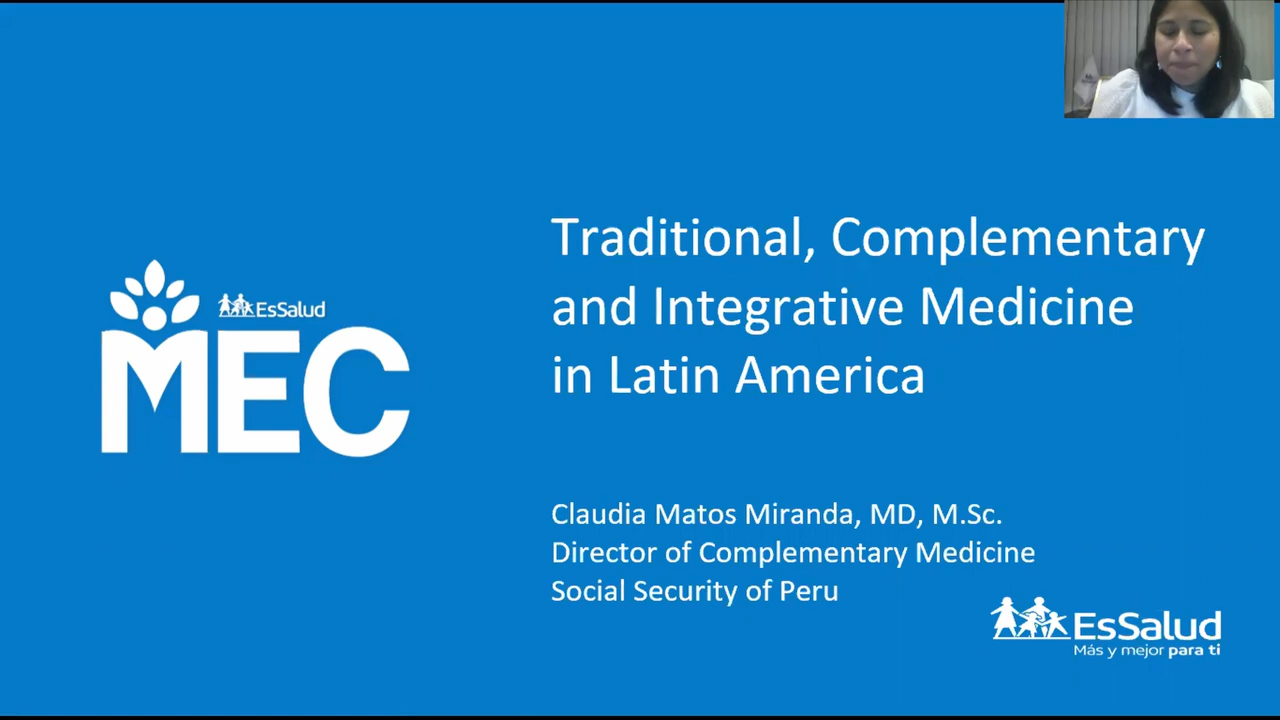 Traditional, Complementary
and Integrative Medicine
in Latin America
EsSalud
MEC
Claudia Matos Miranda, MD, M.Sc.
Director of Complementary Medicine
Social Security of Peru
EsSalud
Más y mejor para ti